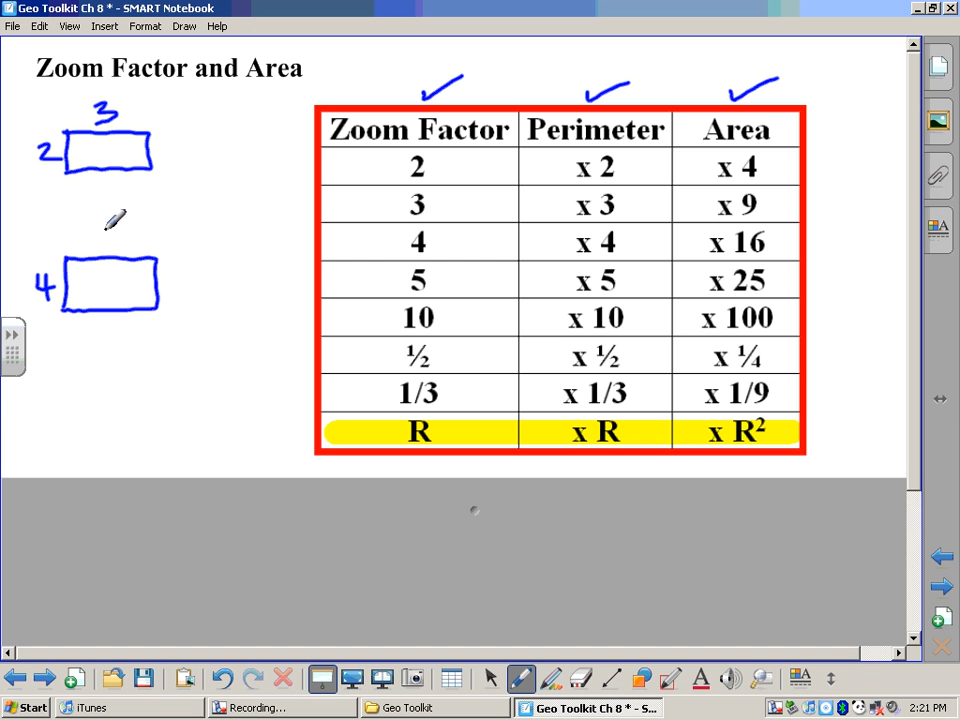 Geo Toolkit Ch 8 * - SMART Notebook
File Edit View Insert Format Draw Help
Zoom Factor and Area
3
2
4
Zoom Factor Perimeter Area
2 x 2 x 4
3 x 3 x 9
4 x 4 x 16
5 x 5 x 25
10 x 10 x 100
½ x ½ x ¼
1/3 x 1/3 x 1/9
R x R x R²
Start iTunes Recording... Geo Toolkit Geo Toolkit Ch 8 * - S... 2:21 PM